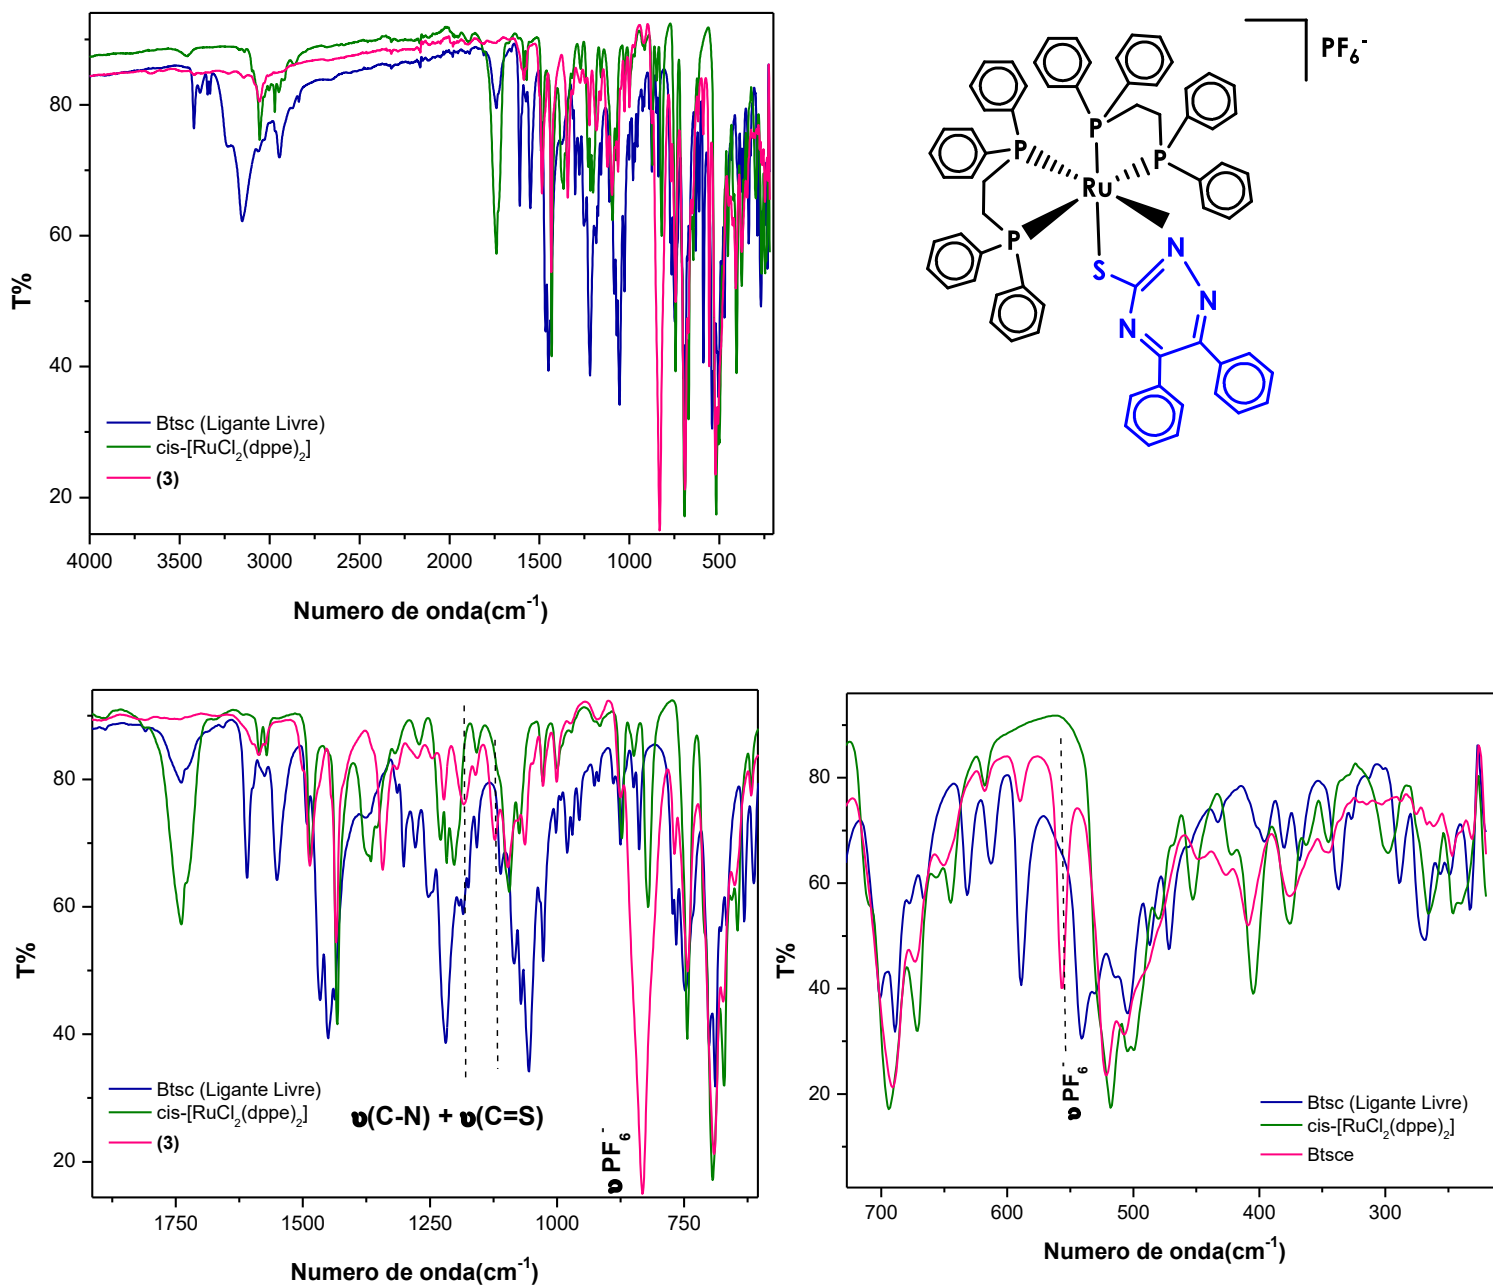 80
60
40
20
T%
Btsc (Ligante Livre)
cis-[RuCl2(dppe)2]
(3)
4000 3500 3000 2500 2000 1500 1000 500
Numero de onda(cm-1)
PF6-
P
P P
Ru
P
S N
N N
80
60
40
20
T%
Btsc (Ligante Livre)
cis-[RuCl2(dppe)2]
(3)
υ(C-N) + υ(C=S)
υ PF6-
1750 1500 1250 1000 750
Numero de onda(cm-1)
80
60
40
20
T%
υ PF6-
Btsc (Ligante Livre)
cis-[RuCl2(dppe)2]
Btsce
700 600 500 400 300
Numero de onda(cm-1)